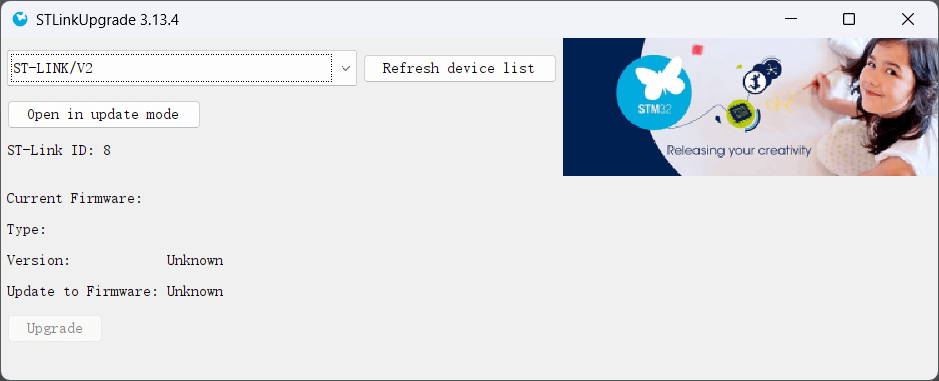 STLinkUpgrade 3.13.4
ST-LINK/V2
Refresh device list
Open in update mode
ST-Link ID: 8
Current Firmware:
Type:
Version: Unknown
Update to Firmware: Unknown
Upgrade
STM32
Releasing your creativity